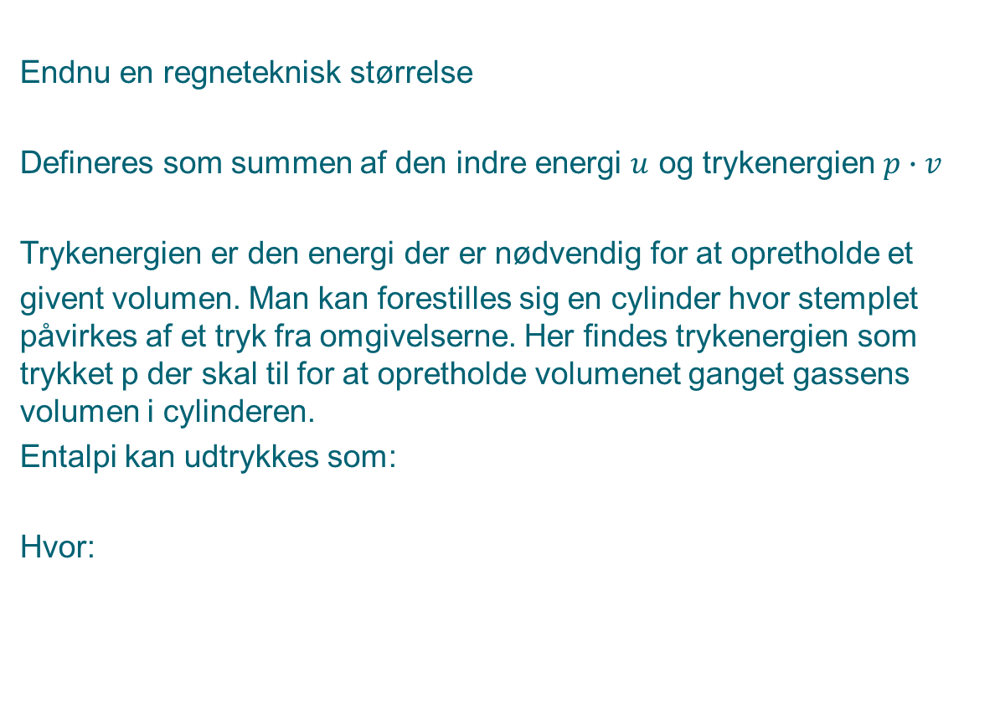 Endnu en regneteknisk størrelse
Defineres som summen af den indre energi 𝑢 og trykenergien 𝑝 · 𝑣
Trykenergien er den energi der er nødvendig for at opretholde et
givent volumen. Man kan forestilles sig en cylinder hvor stemplet
påvirkes af et tryk fra omgivelserne. Her findes trykenergien som
trykket p der skal til for at opretholde volumenet ganget gassens
volumen i cylinderen.
Entalpi kan udtrykkes som:
Hvor: